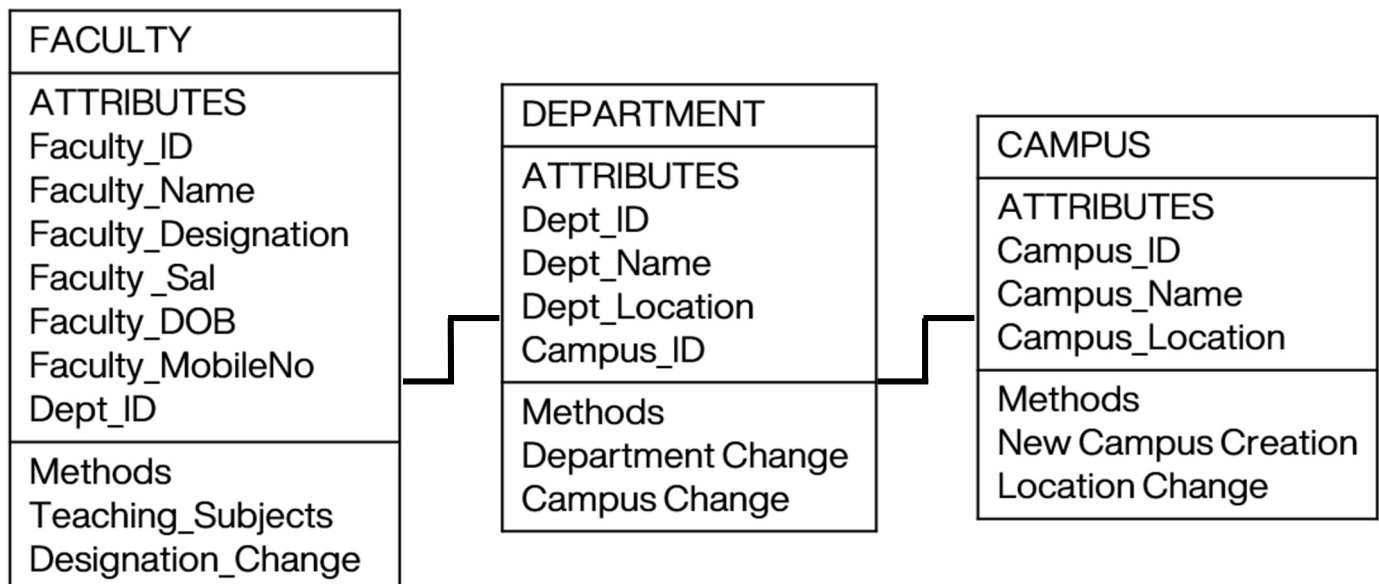 FACULTY
ATTRIBUTES
Faculty_ID
Faculty_Name
Faculty_Designation
Faculty _Sal
Faculty_DOB
Faculty_MobileNo
Dept_ID
Methods
Teaching_Subjects
Designation_Change
DEPARTMENT
ATTRIBUTES
Dept_ID
Dept_Name
Dept_Location
Campus_ID
Methods
Department Change
Campus Change
CAMPUS
ATTRIBUTES
Campus_ID
Campus_Name
Campus_Location
Methods
New Campus Creation
Location Change